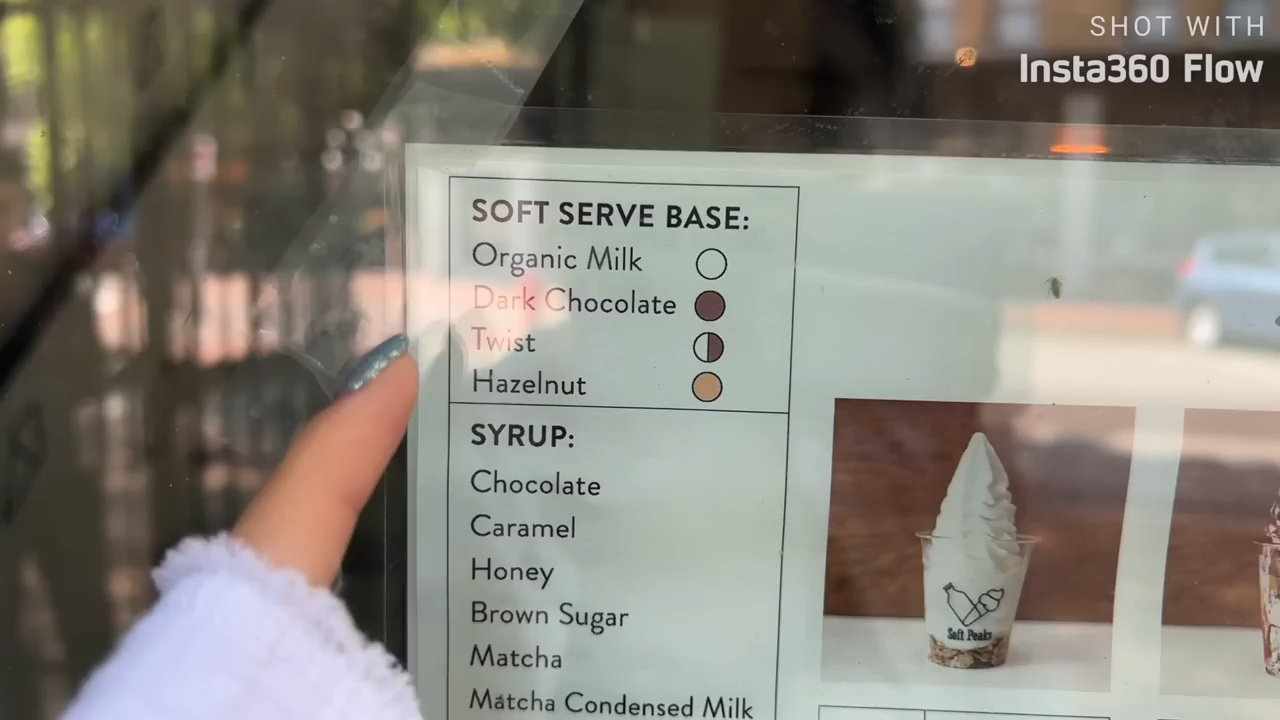 SHOT WITH
Insta360 Flow
SOFT SERVE BASE:
Organic Milk
Dark Chocolate
Twist
Hazelnut
SYRUP:
Chocolate
Caramel
Honey
Brown Sugar
Matcha
Matcha Condensed Milk
Soft Peaks